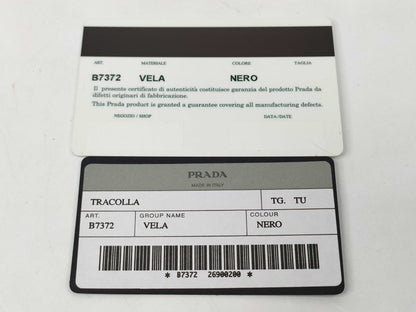 ART. MATERIALE COLORE TAGLIA
B7372 VELA NERO
Il presente certificato di autenticità costituisce garanzia del prodotto Prada da
difetti originari di fabbricazione.
This Prada product is granted a guarantee covering all manufacturing defects.
NEGOZIO / SHOP DATA / DATE
PRADA
MADE IN ITALY
TRACOLLA TG. TU
ART. GROUP NAME COLOUR
B7372 VELA NERO
* B7372 26900200 *